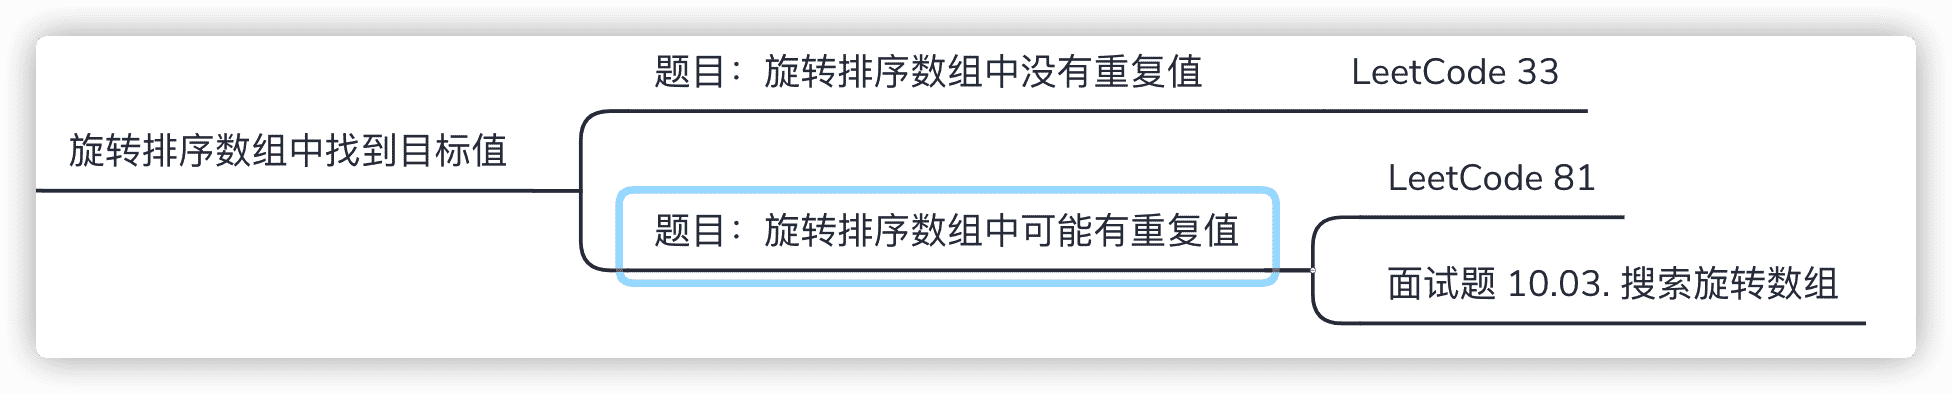 旋转排序数组中找到目标值
题目：旋转排序数组中没有重复值
LeetCode 33
题目：旋转排序数组中可能有重复值
LeetCode 81
面试题 10.03. 搜索旋转数组